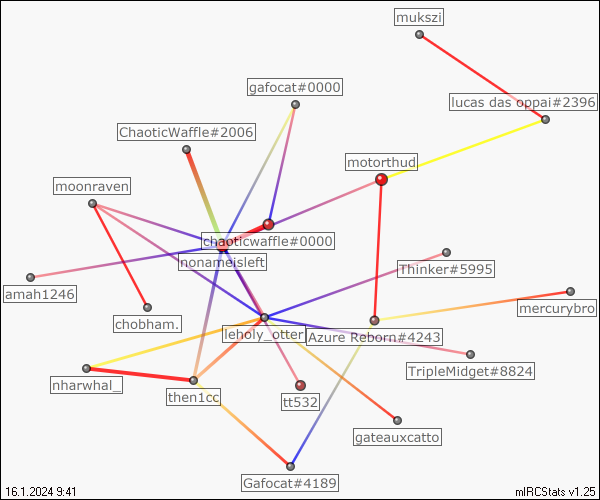 mukszi
gafocat#0000
lucas das oppai#2396
ChaoticWaffle#2006
motorthud
moonraven
chaoticwaffle#0000
nonameisleft
Thinker#5995
amah1246
mercurybro
chobham.
leholy_otter
Azure Reborn#4243
TripleMidget#8824
nharwhal_
then1cc
tt532
gateauxcatto
Gafocat#4189
16.1.2024 9:41
mIRCStats v1.25